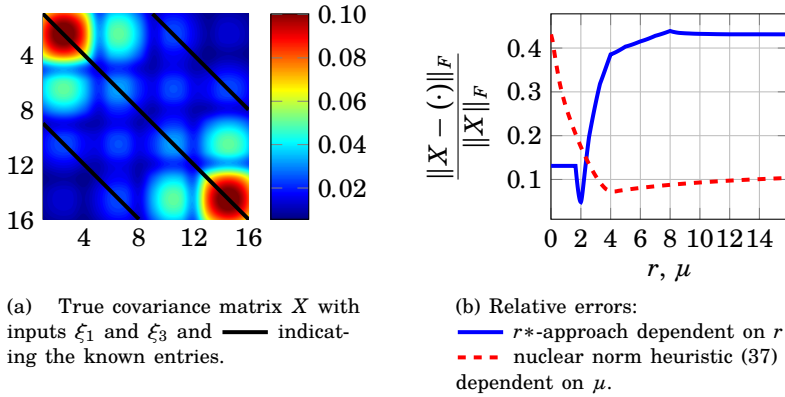 4
8
12
16
4 8 12 16
0.10
0.08
0.06
0.04
0.02
‖X − (·)‖F
‖X‖F
0.4
0.3
0.2
0.1
0 2 4 6 8 10 12 14
r, μ
(a) True covariance matrix X with
inputs ξ1 and ξ3 and indicat-
ing the known entries.
(b) Relative errors:
r∗-approach dependent on r
nuclear norm heuristic (37)
dependent on μ.